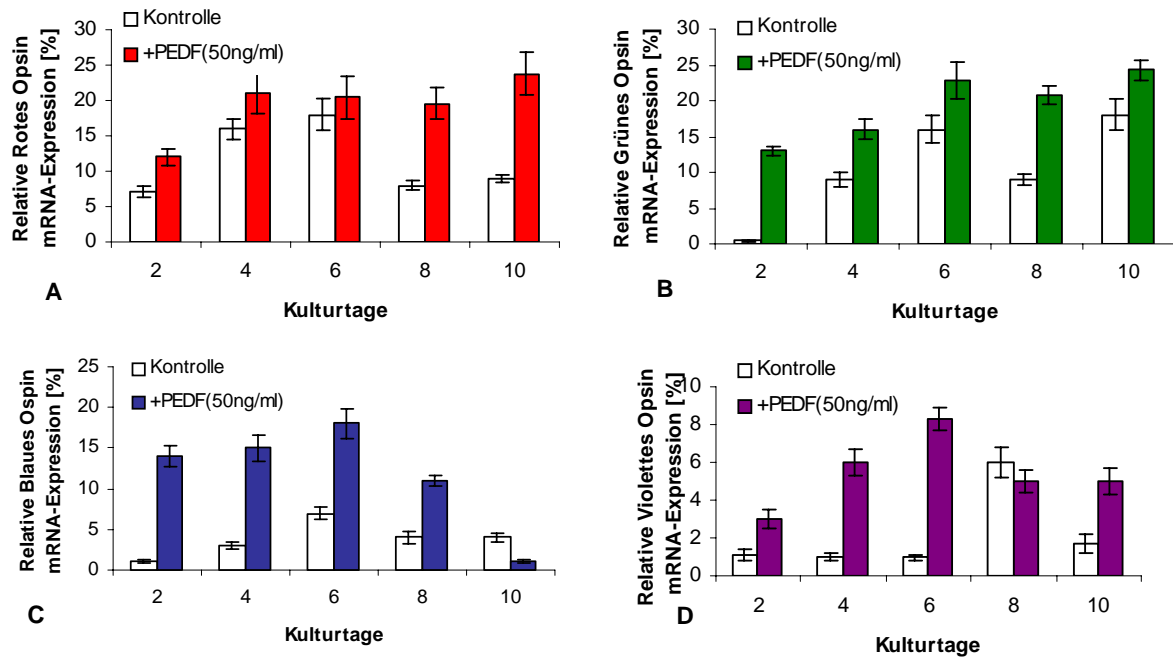 Relative Rotes Opsin
mRNA-Expression [%]
30
25
20
15
10
5
0
Kontrolle
+PEDF(50ng/ml)
2 4 6 8 10
A
Kulturtage
Relative Grünes Opsin
mRNA-Expression [%]
30
25
20
15
10
5
0
Kontrolle
+PEDF(50ng/ml)
2 4 6 8 10
B
Kulturtage
Relative Blaues Ospin
mRNA-Expression [%]
25
20
15
10
5
0
Kontrolle
+PEDF(50ng/ml)
2 4 6 8 10
C
Kulturtage
Relative Violettes Opsin
mRNA-Expression [%]
10
8
6
4
2
0
Kontrolle
+PEDF(50ng/ml)
2 4 6 8 10
D
Kulturtage